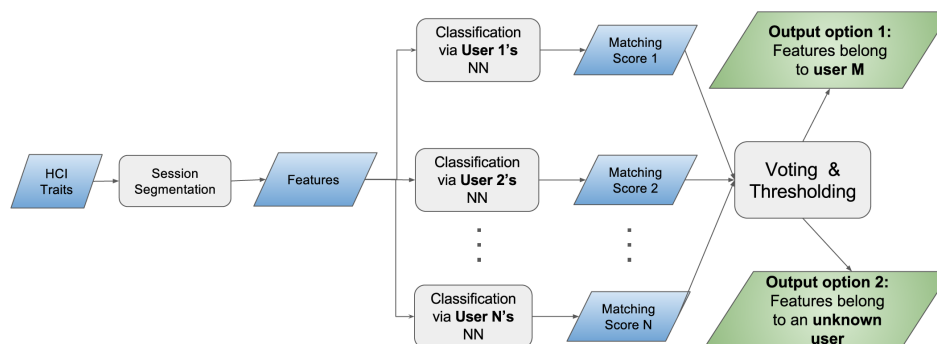 HCI
Traits
Session
Segmentation
Features
Classification
via User 1's
NN
Matching
Score 1
Classification
via User 2's
NN
Matching
Score 2
Classification
via User N's
NN
Matching
Score N
Voting &
Thresholding
Output option 1:
Features belong
to user M
Output option 2:
Features belong
to an unknown
user